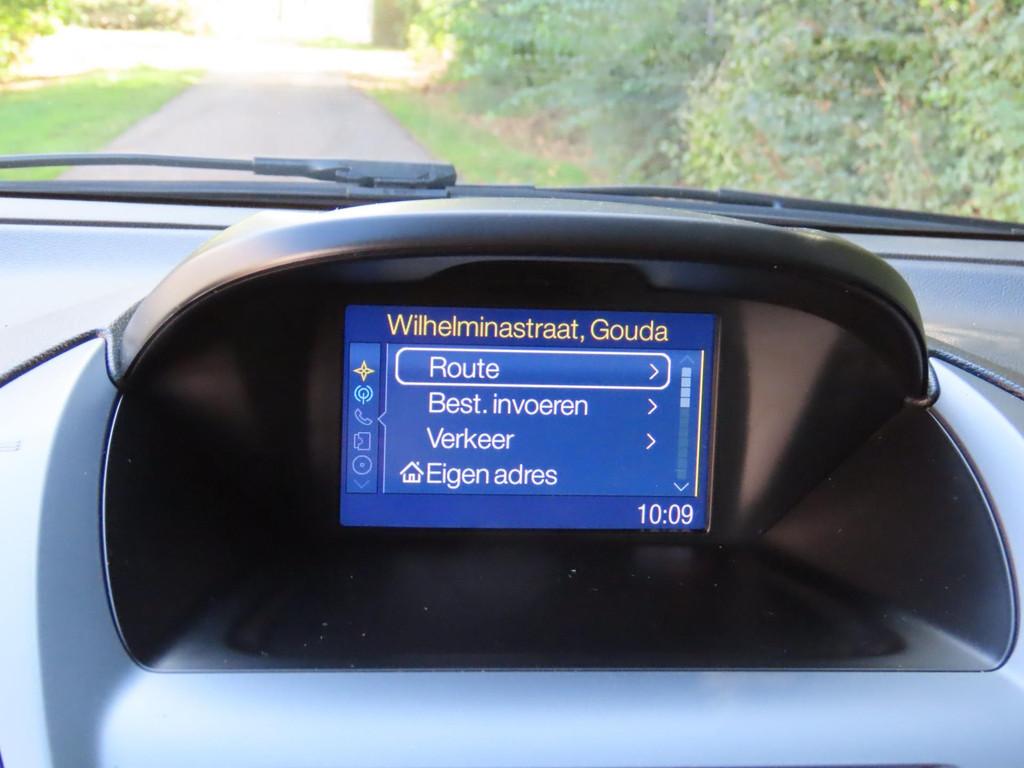 Wilhelminastraat, Gouda
Route
Best. invoeren
Verkeer
Eigen adres
10:09